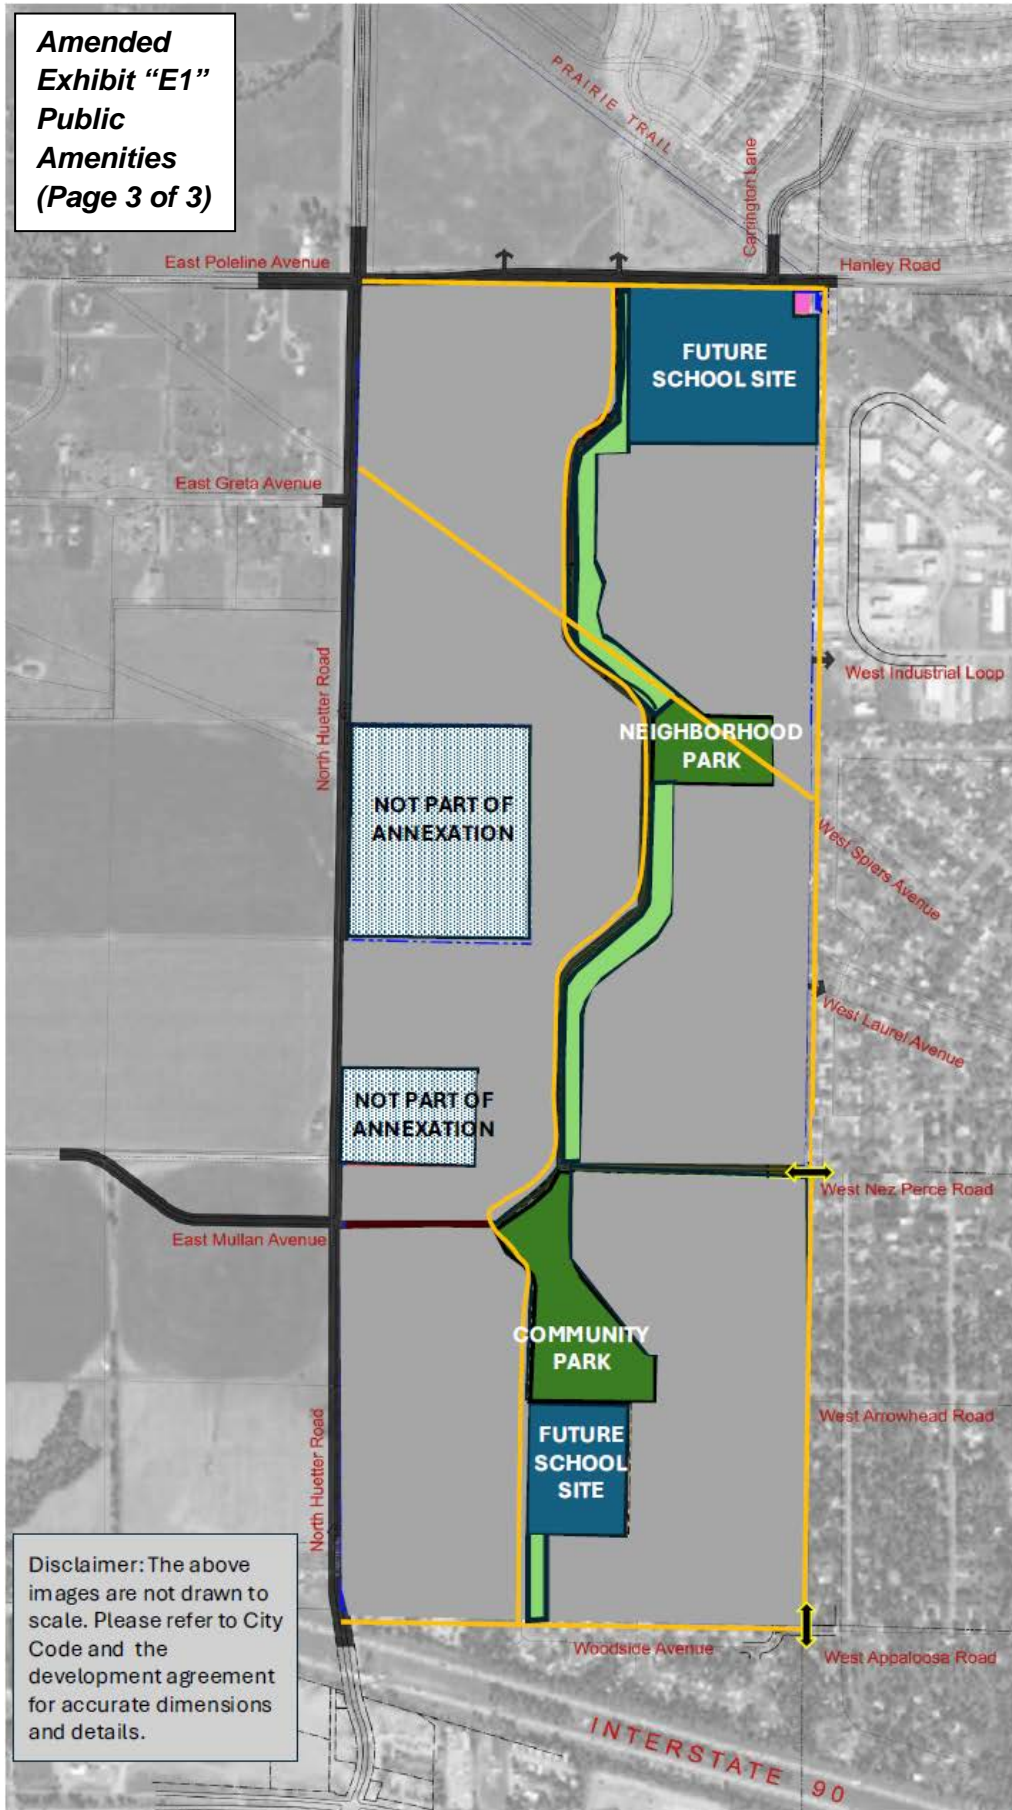 Amended
Exhibit “E1”
Public
Amenities
(Page 3 of 3)
PRAIRIE TRAIL
Carrington Lane
East Poleline Avenue
Hanley Road
FUTURE
SCHOOL SITE
East Greta Avenue
North Huetter Road
West Industrial Loop
NEIGHBORHOOD
PARK
NOT PART OF
ANNEXATION
West Spiers Avenue
West Laurel Avenue
NOT PART OF
ANNEXATION
West Nez Perce Road
East Mullan Avenue
COMMUNITY
PARK
West Arrowhead Road
North Huetter Road
FUTURE
SCHOOL
SITE
Disclaimer: The above
images are not drawn to
scale. Please refer to City
Code and the
development agreement
for accurate dimensions
and details.
Woodside Avenue
West Appaloosa Road
INTERSTATE 90